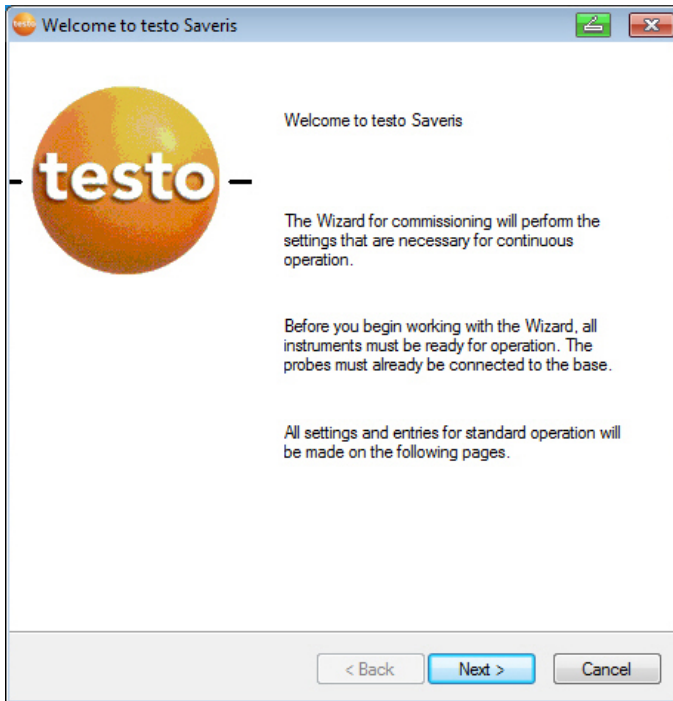 testo Welcome to testo Saveris
testo
Welcome to testo Saveris
The Wizard for commissioning will perform the
settings that are necessary for continuous
operation.
Before you begin working with the Wizard, all
instruments must be ready for operation. The
probes must already be connected to the base.
All settings and entries for standard operation will
be made on the following pages.
< Back Next > Cancel